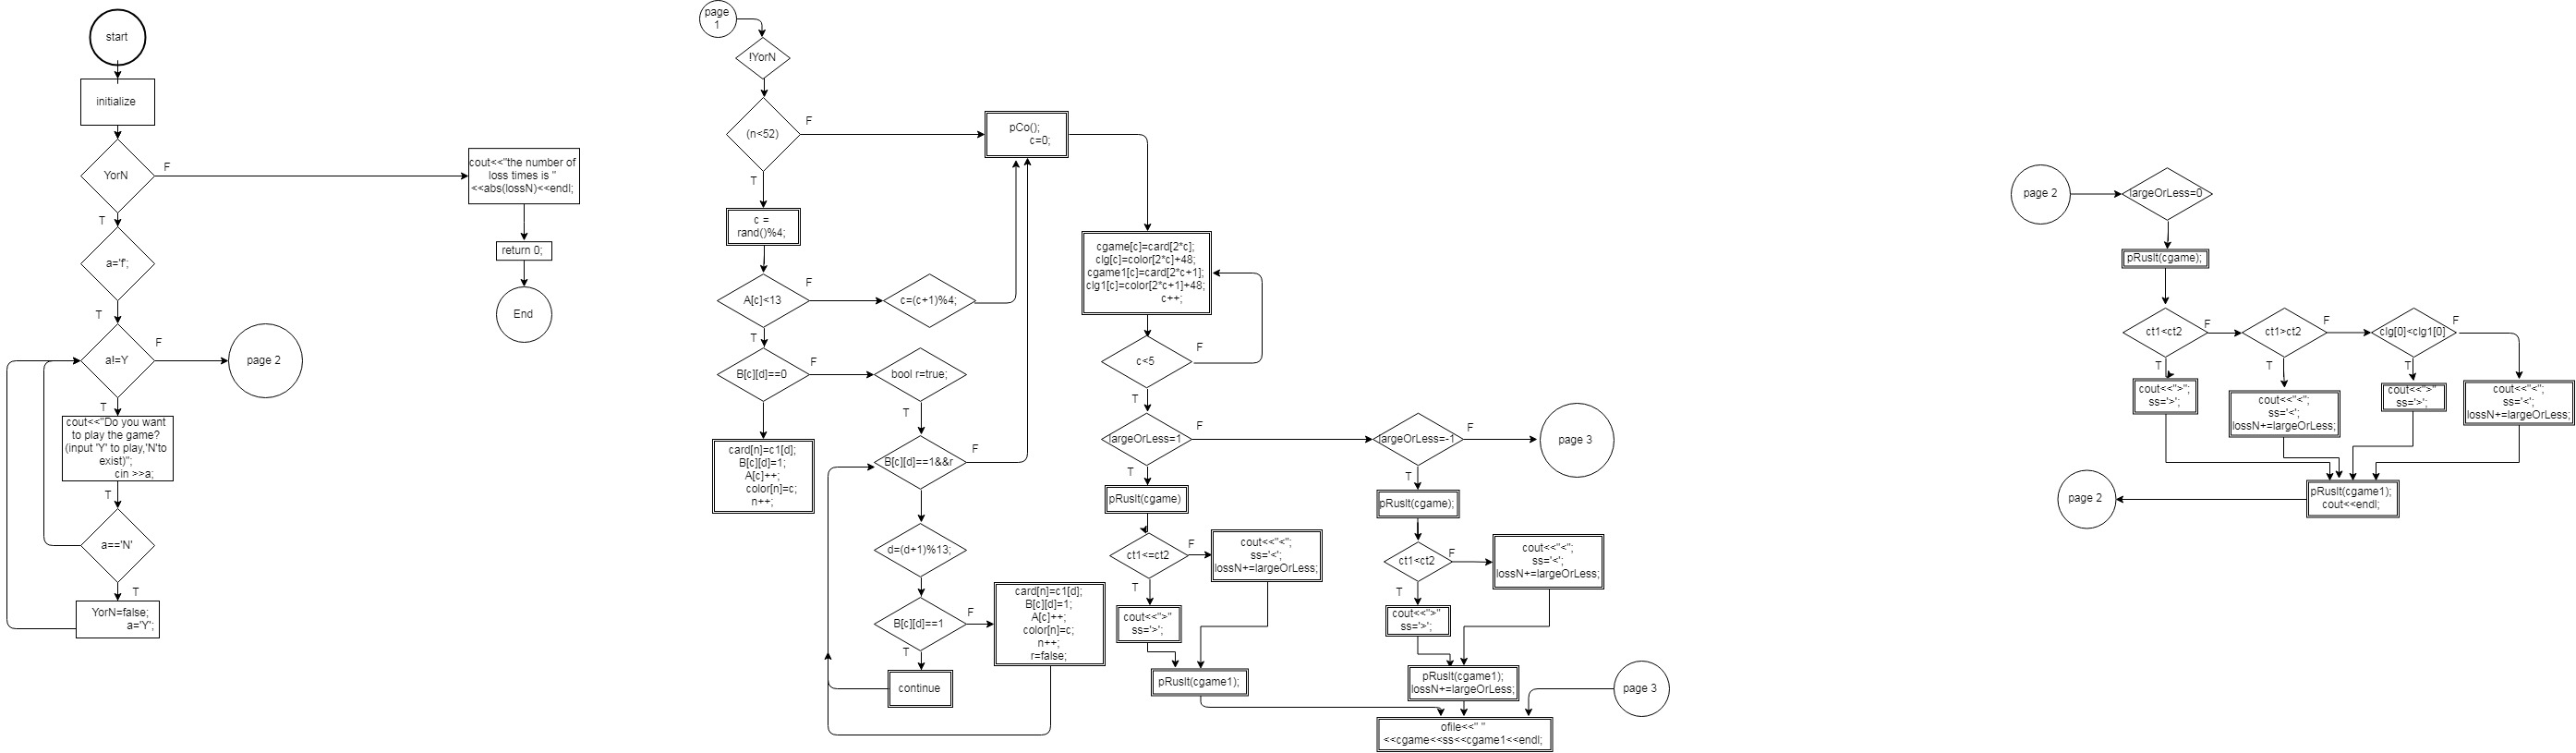 start
initialize
YorN
F
cout<<"the number of
loss times is "
<<abs(lossN)<<endl;
return 0;
End
T
a='f';
T
a!=Y
F
page 2
T
cout<<"Do you want
to play the game?
(input 'Y' to play,'N'to
exist)";
cin >>a;
T
a=='N'
T
YorN=false;
a='Y';
page
1
!YorN
(n<52)
F
pCo();
c=0;
T
c =
rand()%4;
A[c]<13
F
c=(c+1)%4;
T
B[c][d]==0
F
bool r=true;
T
card[n]=c1[d];
B[c][d]=1;
A[c]++;
color[n]=c;
n++;
B[c][d]==1&&r
F
d=(d+1)%13;
B[c][d]==1
F
card[n]=c1[d];
B[c][d]=1;
A[c]++;
color[n]=c;
n++;
r=false;
T
continue
cgame[c]=card[2*c];
clg[c]=color[2*c]+48;
cgame1[c]=card[2*c+1];
clg1[c]=color[2*c+1]+48;
c++;
c<5
F
T
largeOrLess=1
F
largeOrLess=-1
F
page 3
T
pRuslt(cgame)
ct1<=ct2
F
cout<<"<";
ss='<';
lossN+=largeOrLess;
T
cout<<">"
ss='>';
pRuslt(cgame1);
T
pRuslt(cgame);
ct1<ct2
F
cout<<"<";
ss='<';
lossN+=largeOrLess;
T
cout<<">"
ss='>';
pRuslt(cgame1);
lossN+=largeOrLess;
page 3
ofile<<" "
<<cgame<<ss<<cgame1<<endl;
page 2
largeOrLess=0
pRuslt(cgame);
ct1<ct2
F
ct1>ct2
F
clg[0]<clg1[0]
F
T
cout<<">";
ss='>';
T
cout<<"<";
ss='<';
lossN+=largeOrLess;
T
cout<<">"
ss='>';
cout<<"<";
ss='<';
lossN+=largeOrLess;
pRuslt(cgame1);
cout<<endl;
page 2